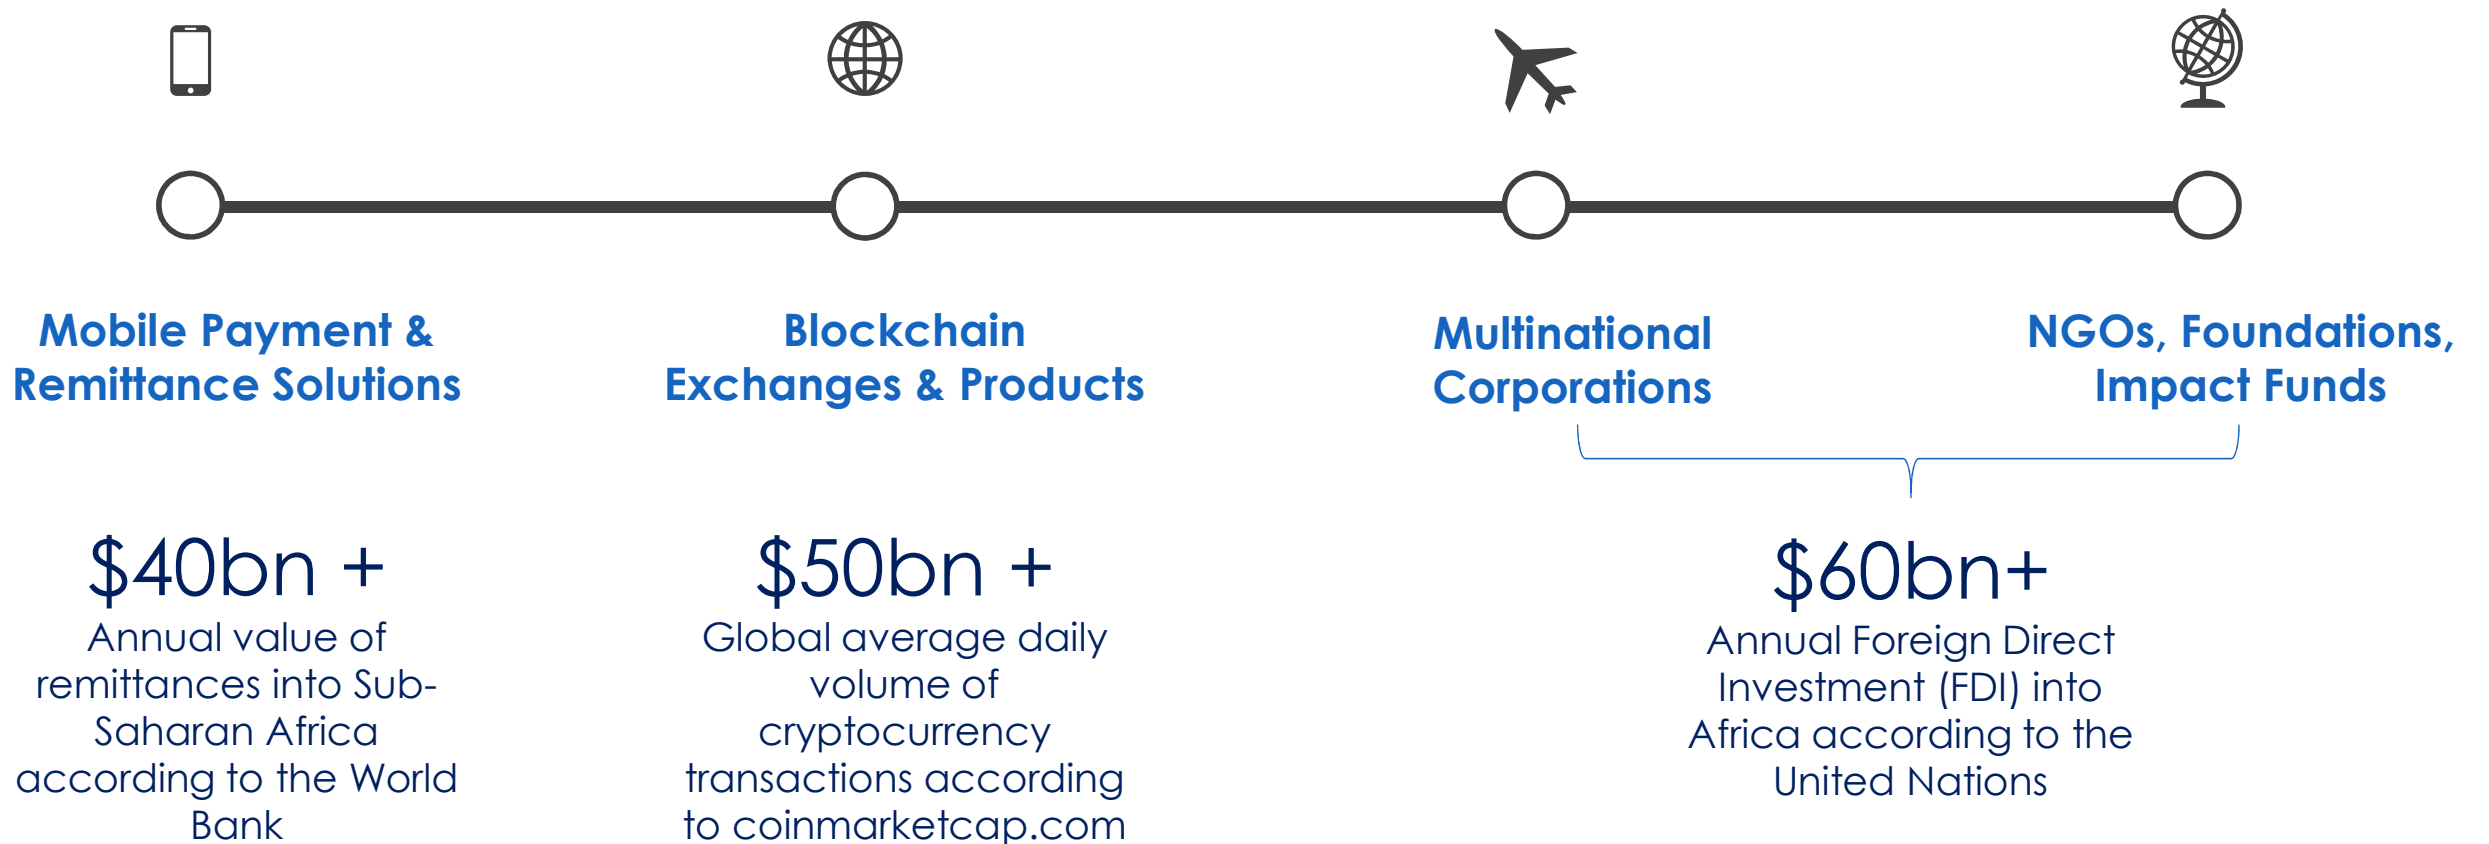 Mobile Payment &
Remittance Solutions
Blockchain
Exchanges & Products
Multinational
Corporations
NGOs, Foundations,
Impact Funds
$40bn +
Annual value of
remittances into Sub-
Saharan Africa
according to the World
Bank
$50bn +
Global average daily
volume of
cryptocurrency
transactions according
to coinmarketcap.com
$60bn+
Annual Foreign Direct
Investment (FDI) into
Africa according to the
United Nations